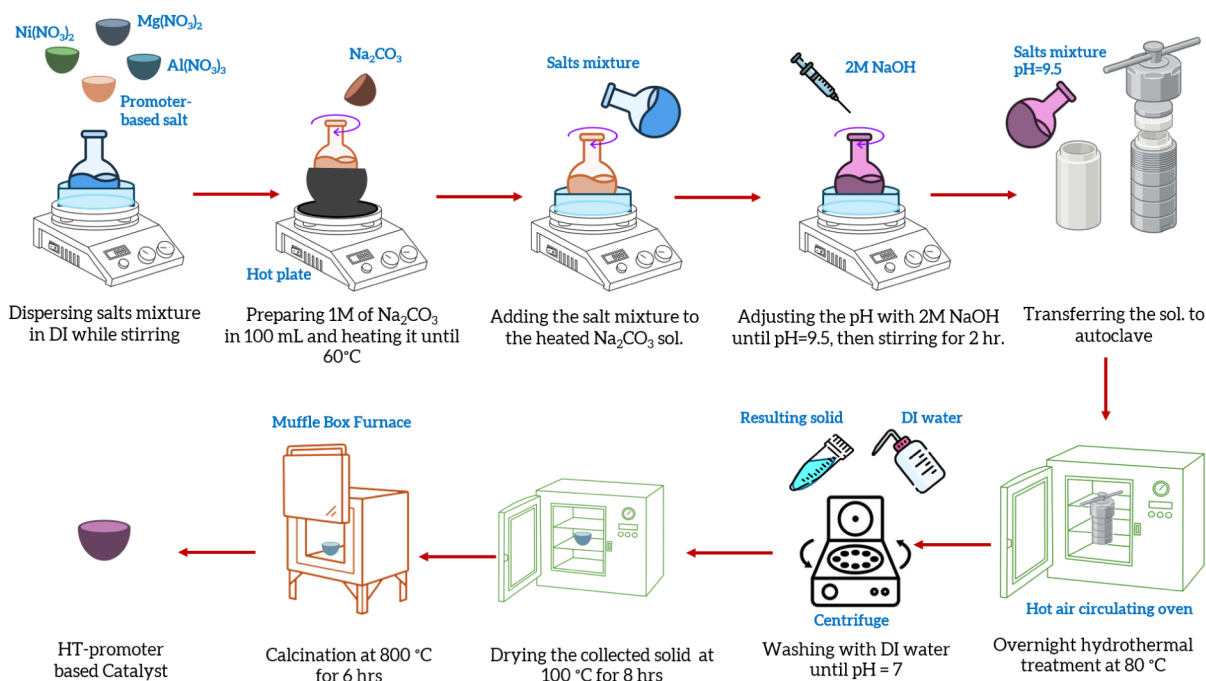 Ni(NO₃)₂
Mg(NO₃)₂
Al(NO₃)₃
Promoter-
based salt
Dispersing salts mixture
in DI while stirring
Na₂CO₃
Hot plate
Preparing 1M of Na₂CO₃
in 100 mL and heating it until
60°C
Salts mixture
Adding the salt mixture to
the heated Na₂CO₃ sol.
2M NaOH
Adjusting the pH with 2M NaOH
until pH=9.5, then stirring for 2 hr.
Salts mixture
pH=9.5
Transferring the sol. to
autoclave
Hot air circulating oven
Overnight hydrothermal
treatment at 80 °C
Resulting solid
DI water
Centrifuge
Washing with DI water
until pH = 7
Drying the collected solid at
100 °C for 8 hrs
Muffle Box Furnace
Calcination at 800 °C
for 6 hrs
HT-promoter
based Catalyst